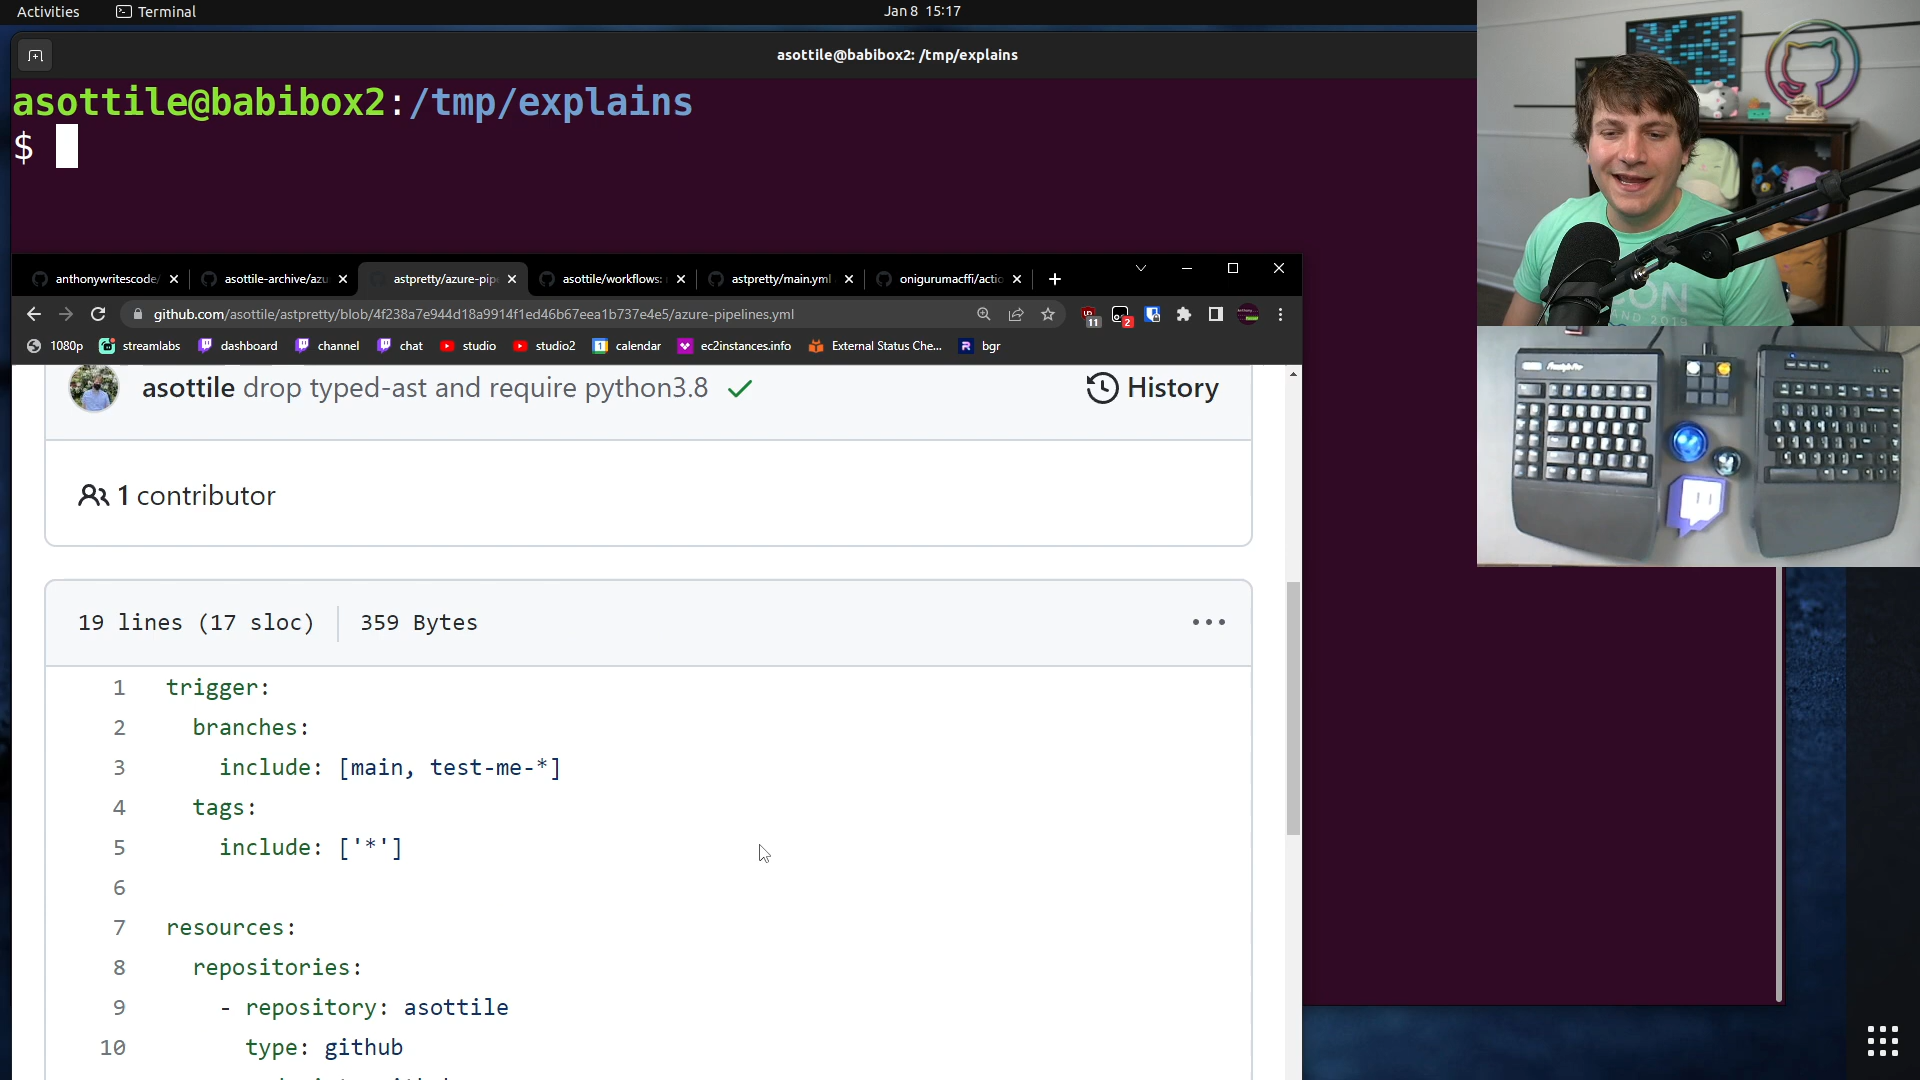 Activities
Terminal
Jan 8 15:17
asottile@babibox2: /tmp/explains
asottile@babibox2:/tmp/explains
$
anthonywritescode/
asottile-archive/azu
astpretty/azure-pip
asottile/workflows:
astpretty/main.yml
onigurumacffi/actio
github.com/asottile/astpretty/blob/4f238a7e944d18a9914f1ed46b67eea1b737e4e5/azure-pipelines.yml
11
2
1080p
streamlabs
dashboard
channel
chat
studio
studio2
calendar
ec2instances.info
External Status Che...
bgr
asottile drop typed-ast and require python3.8
History
1 contributor
19 lines (17 sloc)
359 Bytes
1 trigger:
2 branches:
3 include: [main, test-me-*]
4 tags:
5 include: ['*']
6
7 resources:
8 repositories:
9 - repository: asottile
10 type: github